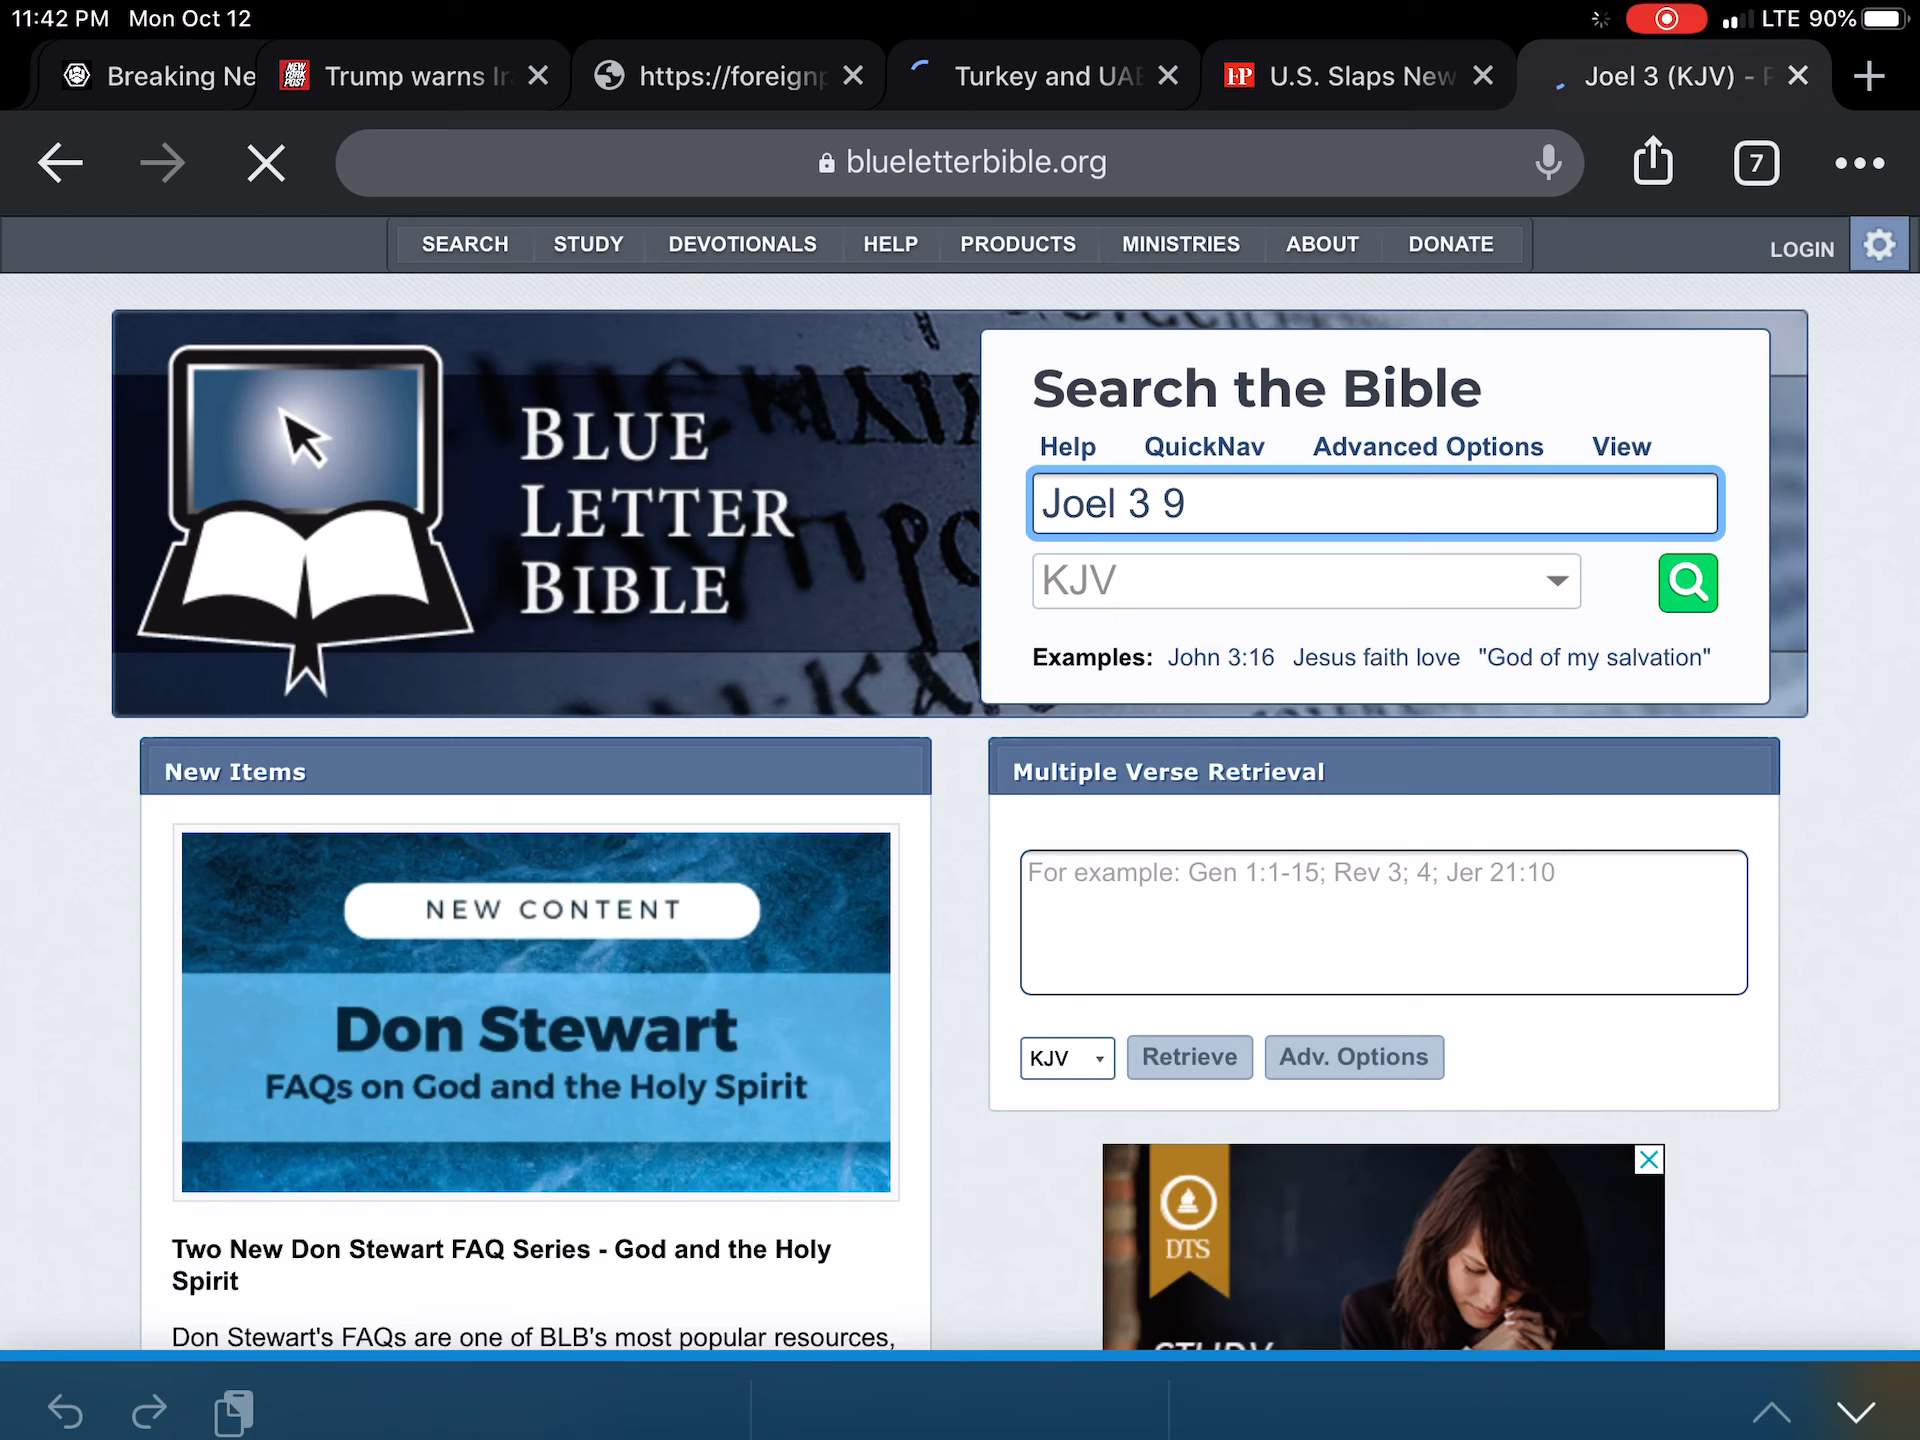 11:42 PM Mon Oct 12
LTE 90%
Breaking Ne
Trump warns Ir
https://foreignp
Turkey and UAE
U.S. Slaps New
Joel 3 (KJV) -
blueletterbible.org
7
SEARCH STUDY DEVOTIONALS HELP PRODUCTS MINISTRIES ABOUT DONATE
LOGIN
BLUE
LETTER
BIBLE
Search the Bible
Help QuickNav Advanced Options View
Joel 3 9
KJV
Examples: John 3:16 Jesus faith love "God of my salvation"
New Items
NEW CONTENT
Don Stewart
FAQs on God and the Holy Spirit
Two New Don Stewart FAQ Series - God and the Holy
Spirit
Don Stewart's FAQs are one of BLB's most popular resources,
Multiple Verse Retrieval
For example: Gen 1:1-15; Rev 3; 4; Jer 21:10
KJV Retrieve Adv. Options
DTS
STUDY